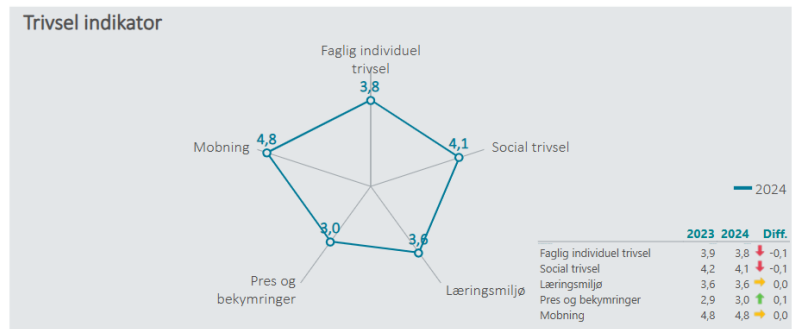 Trivsel indikator
Faglig individuel
trivsel
3,8
4,8
4,1
Mobning
Social trivsel
2024
3,0
3,6
Pres og
bekymringer
Læringsmiljø
2023 2024 Diff.
Faglig individuel trivsel 3,9 3,8 -0,1
Social trivsel 4,2 4,1 -0,1
Læringsmiljø 3,6 3,6 0,0
Pres og bekymringer 2,9 3,0 0,1
Mobning 4,8 4,8 0,0